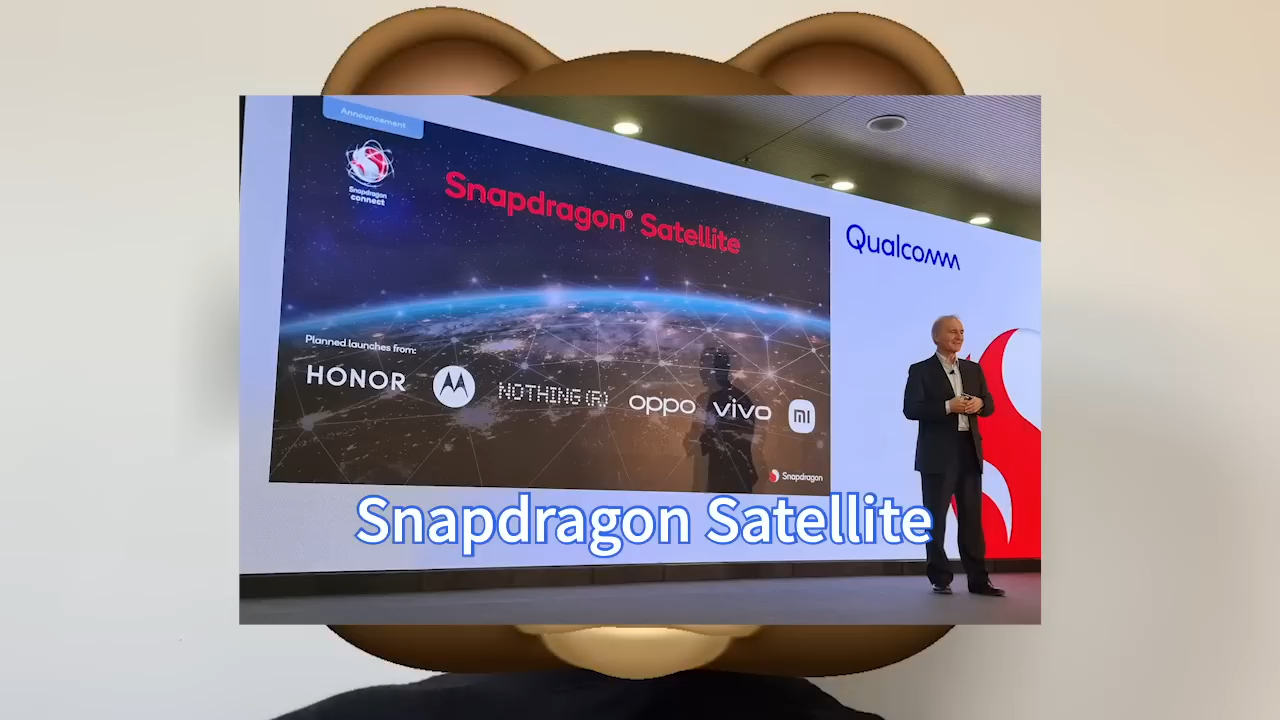 Announcement
Snapdragon
connect
Snapdragon® Satellite
Qualcomm
Planned launches from:
HONOR
NOTHING (R)
oppo
vivo
mi
Snapdragon
Snapdragon Satellite